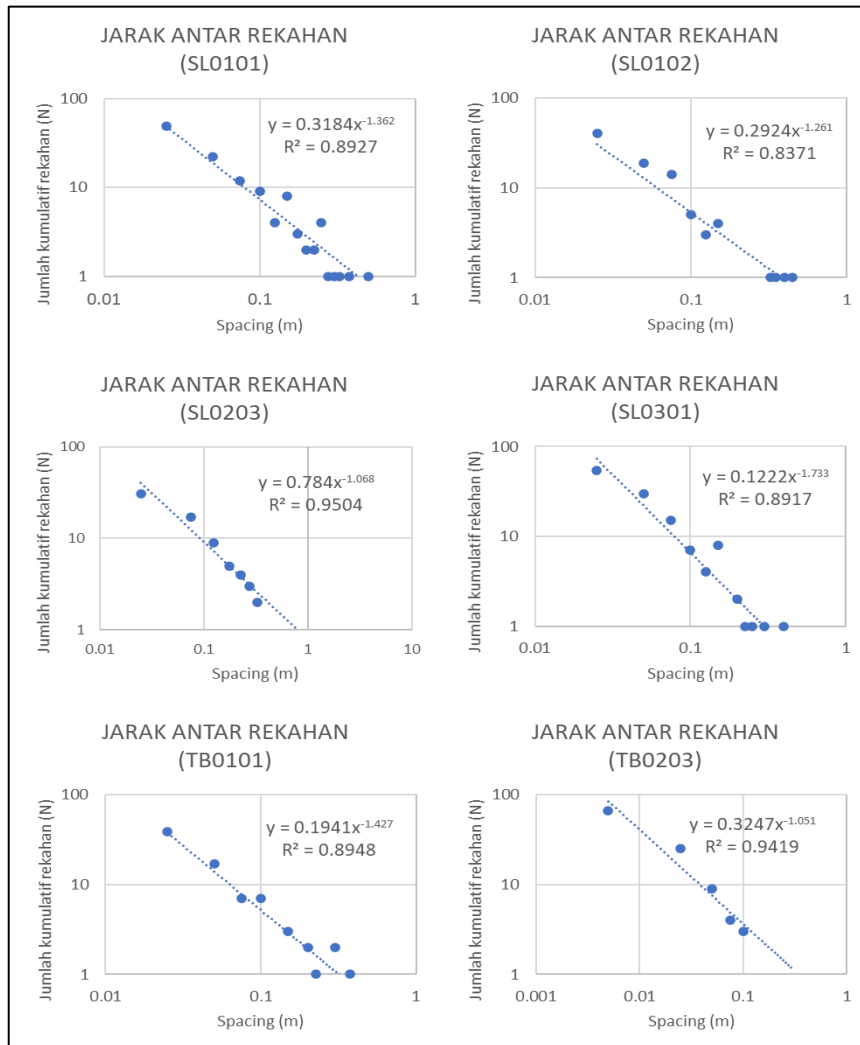 JARAK ANTAR REKAHAN
(SL0101)
Jumlah kumulatif rekahan (N)
100
10
1
y = 0.3184x^-1.362
R² = 0.8927
0.01 0.1 1
Spacing (m)
JARAK ANTAR REKAHAN
(SL0102)
Jumlah kumulatif rekahan (N)
100
10
1
y = 0.2924x^-1.261
R² = 0.8371
0.01 0.1 1
Spacing (m)
JARAK ANTAR REKAHAN
(SL0203)
Jumlah kumulatif rekahan (N)
100
10
1
y = 0.784x^-1.068
R² = 0.9504
0.01 0.1 1 10
Spacing (m)
JARAK ANTAR REKAHAN
(SL0301)
Jumlah kumulatif rekahan (N)
100
10
1
y = 0.1222x^-1.733
R² = 0.8917
0.01 0.1 1
Spacing (m)
JARAK ANTAR REKAHAN
(TB0101)
Jumlah kumulatif rekahan (N)
100
10
1
y = 0.1941x^-1.427
R² = 0.8948
0.01 0.1 1
Spacing (m)
JARAK ANTAR REKAHAN
(TB0203)
Jumlah kumulatif rekahan (N)
100
10
1
y = 0.3247x^-1.051
R² = 0.9419
0.001 0.01 0.1 1
Spacing (m)